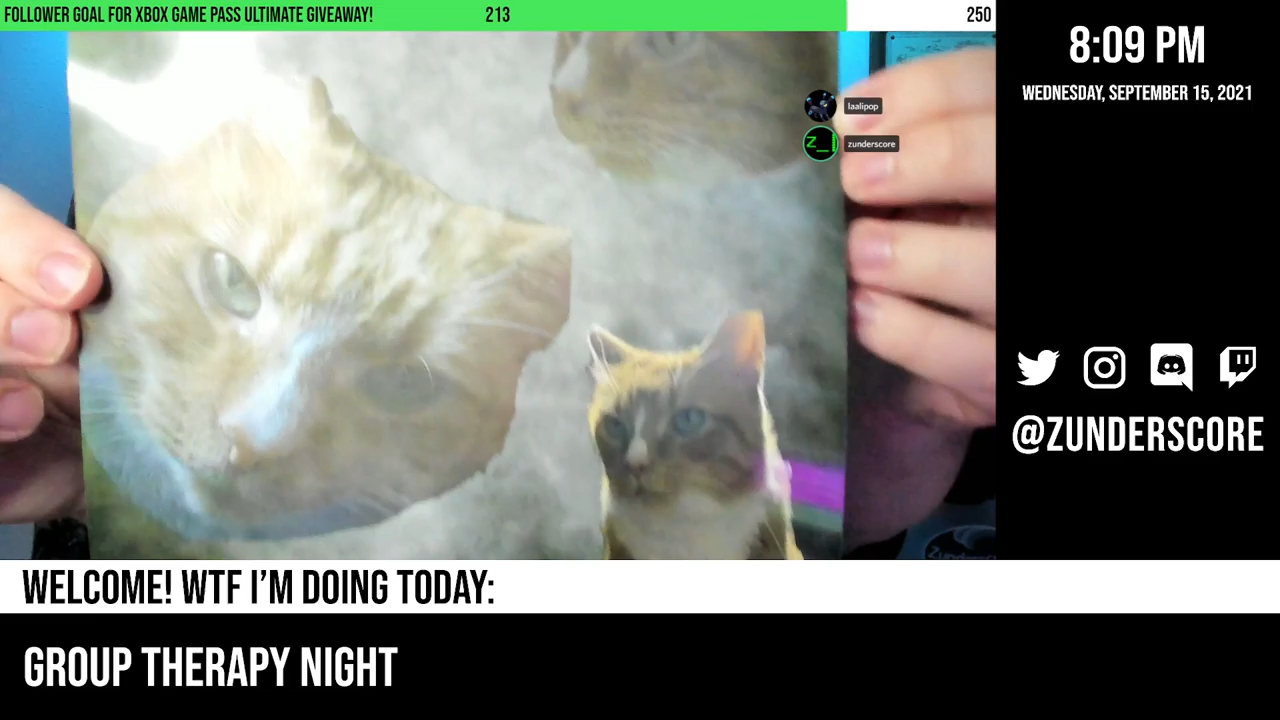 FOLLOWER GOAL FOR XBOX GAME PASS ULTIMATE GIVEAWAY! 213 250
8:09 PM
WEDNESDAY, SEPTEMBER 15, 2021
laalipop
Z_
zunderscore
@ZUNDERSCORE
WELCOME! WTF I'M DOING TODAY:
GROUP THERAPY NIGHT